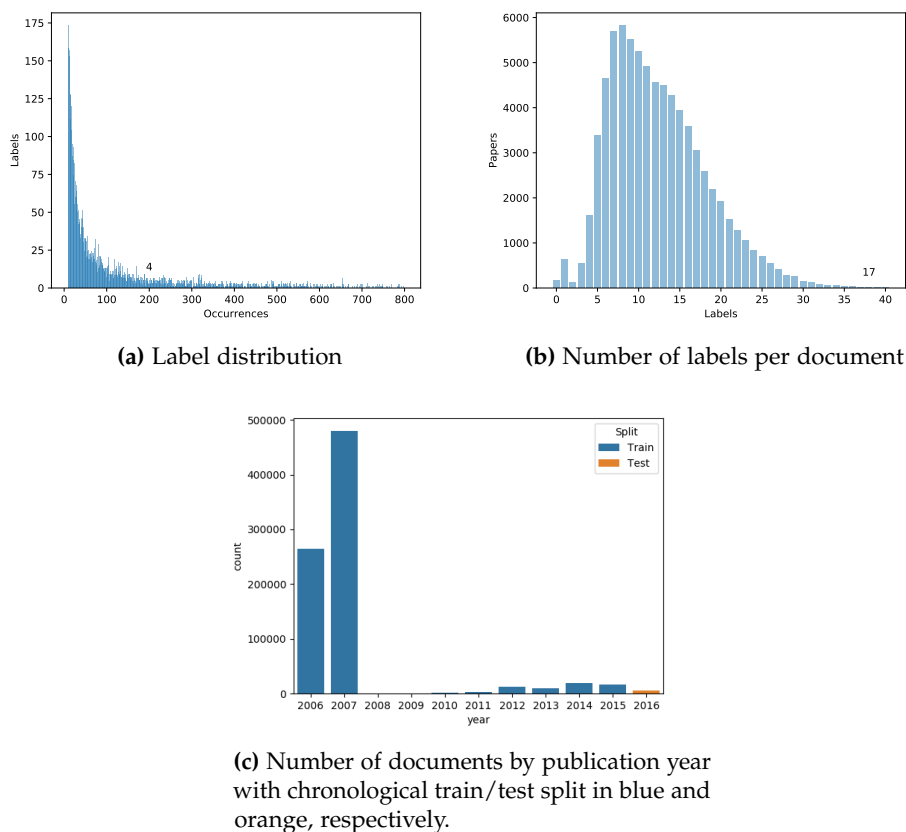 175
150
125
100
75
50
25
0
Labels
4
0 100 200 300 400 500 600 700 800
Occurrences
(a) Label distribution
6000
5000
4000
3000
2000
1000
0
Papers
17
0 5 10 15 20 25 30 35 40
Labels
(b) Number of labels per document
500000
400000
300000
200000
100000
0
count
Split
Train
Test
2006 2007 2008 2009 2010 2011 2012 2013 2014 2015 2016
year
(c) Number of documents by publication year
with chronological train/test split in blue and
orange, respectively.